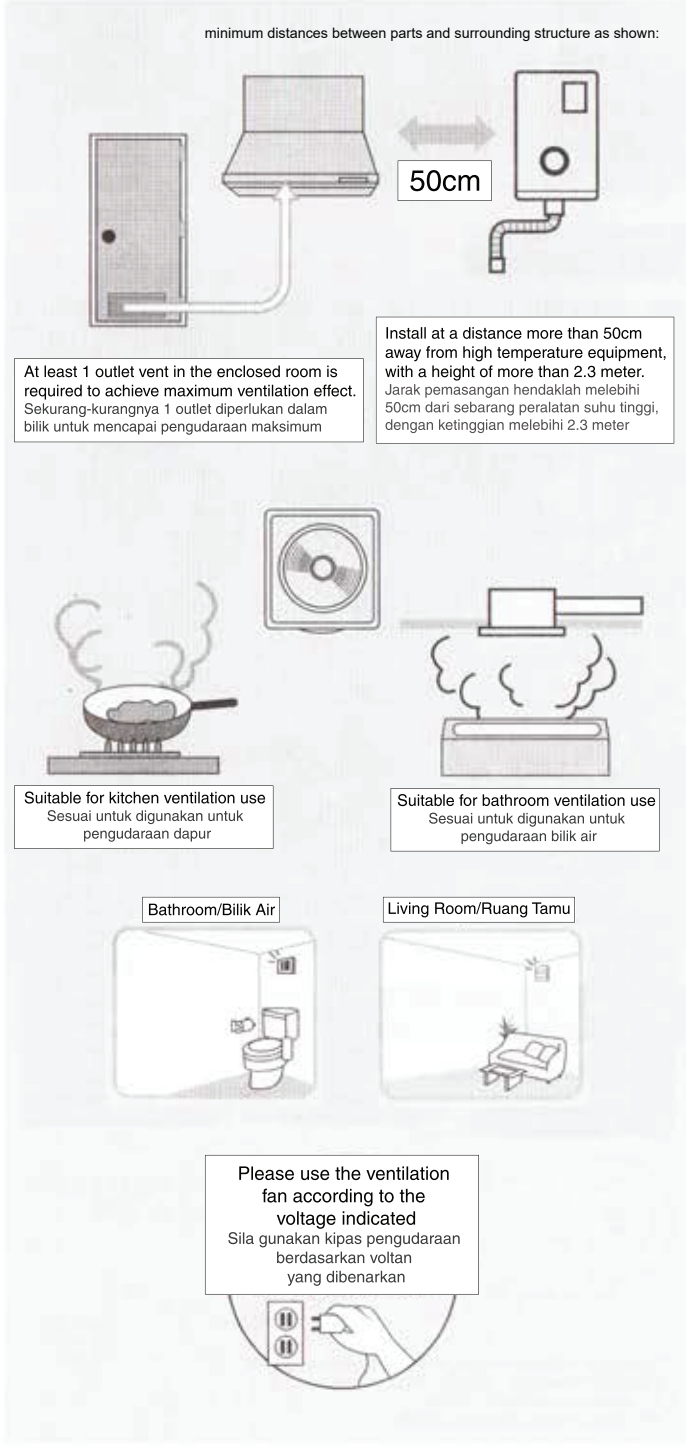 minimum distances between parts and surrounding structure as shown:
50cm
At least 1 outlet vent in the enclosed room is
required to achieve maximum ventilation effect.
Sekurang-kurangnya 1 outlet diperlukan dalam
bilik untuk mencapai pengudaraan maksimum
Install at a distance more than 50cm
away from high temperature equipment,
with a height of more than 2.3 meter.
Jarak pemasangan hendaklah melebihi
50cm dari sebarang peralatan suhu tinggi,
dengan ketinggian melebihi 2.3 meter
Suitable for kitchen ventilation use
Sesuai untuk digunakan untuk
pengudaraan dapur
Suitable for bathroom ventilation use
Sesuai untuk digunakan untuk
pengudaraan bilik air
Bathroom/Bilik Air
Living Room/Ruang Tamu
Please use the ventilation
fan according to the
voltage indicated
Sila gunakan kipas pengudaraan
berdasarkan voltan
yang dibenarkan